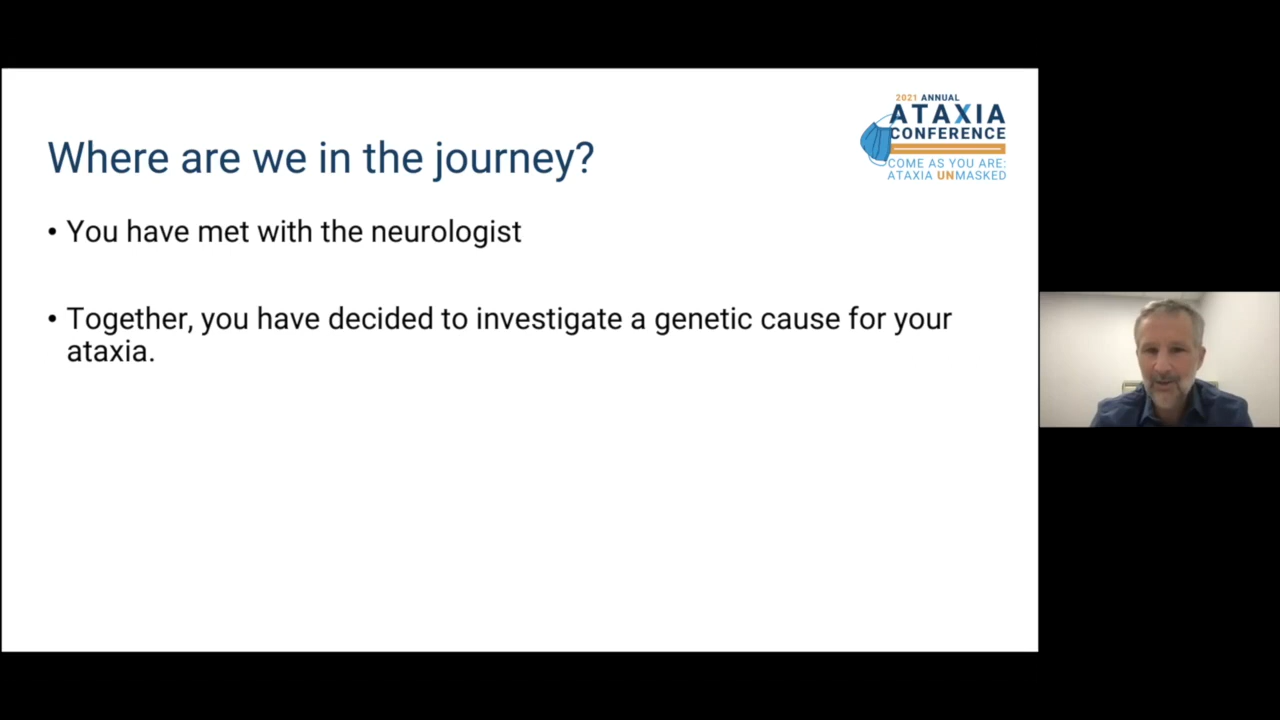 2021 ANNUAL
ATAXIA
CONFERENCE
COME AS YOU ARE:
ATAXIA UNMASKED
Where are we in the journey?
• You have met with the neurologist
• Together, you have decided to investigate a genetic cause for your
ataxia.